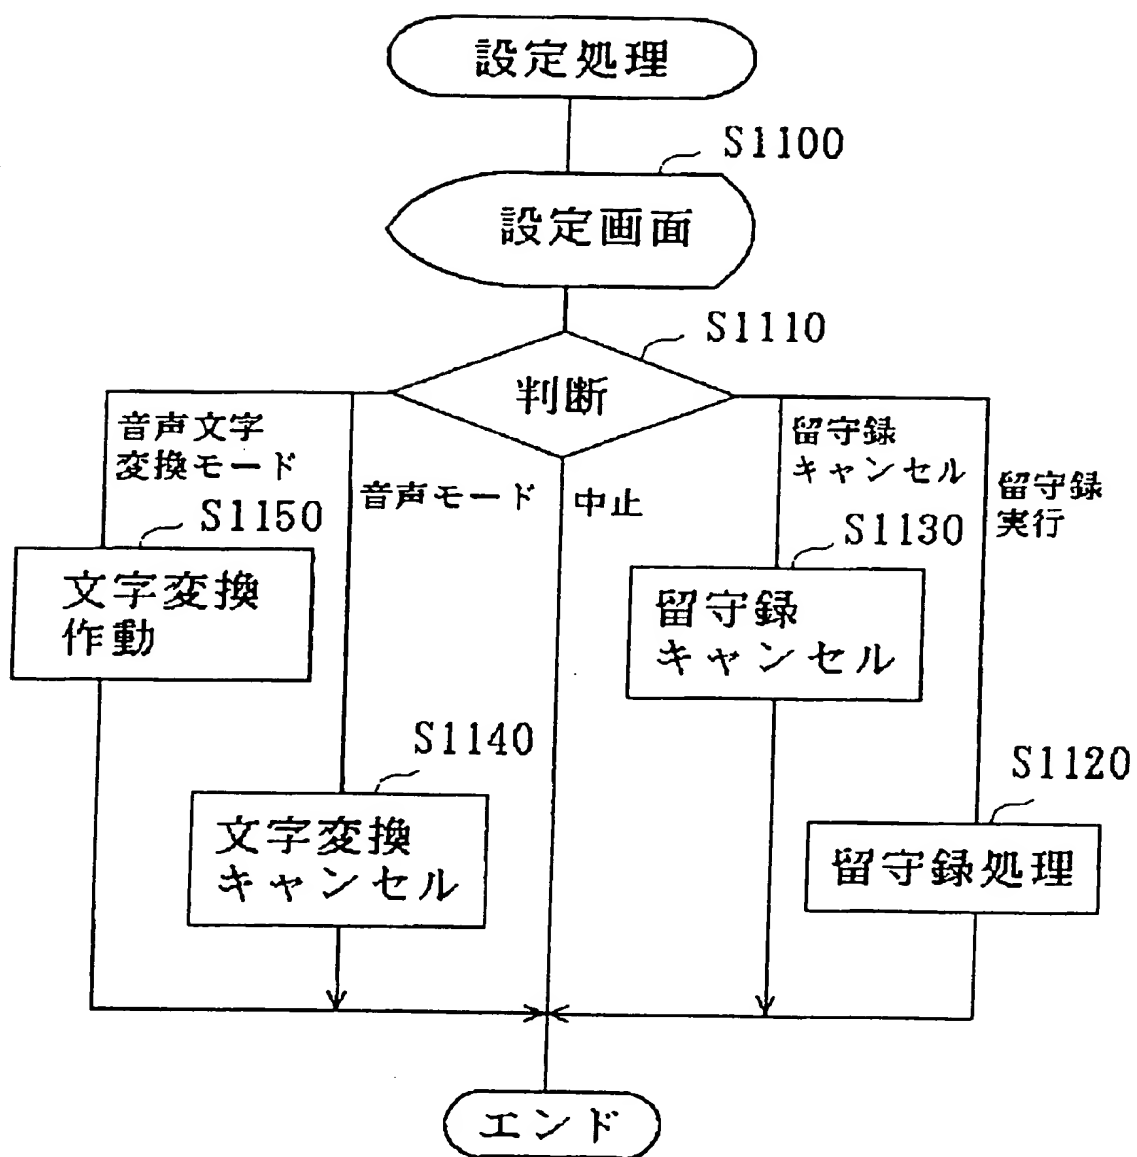 設定処理
S1100
設定画面
S1110
判断
音声文字
変換モード
音声モード
中止
留守録
キャンセル
留守録
実行
S1150
文字変換
作動
S1130
留守録
キャンセル
S1140
文字変換
キャンセル
S1120
留守録処理
エンド